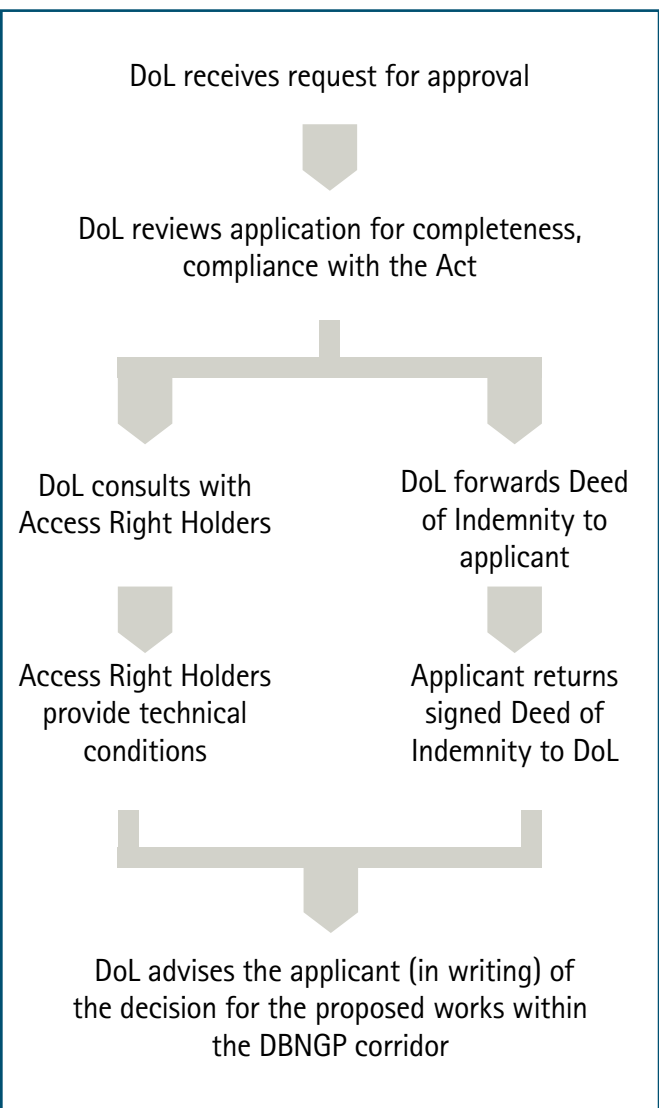 DoL receives request for approval
DoL reviews application for completeness,
compliance with the Act
DoL consults with
Access Right Holders
DoL forwards Deed
of Indemnity to
applicant
Access Right Holders
provide technical
conditions
Applicant returns
signed Deed of
Indemnity to DoL
DoL advises the applicant (in writing) of
the decision for the proposed works within
the DBNGP corridor